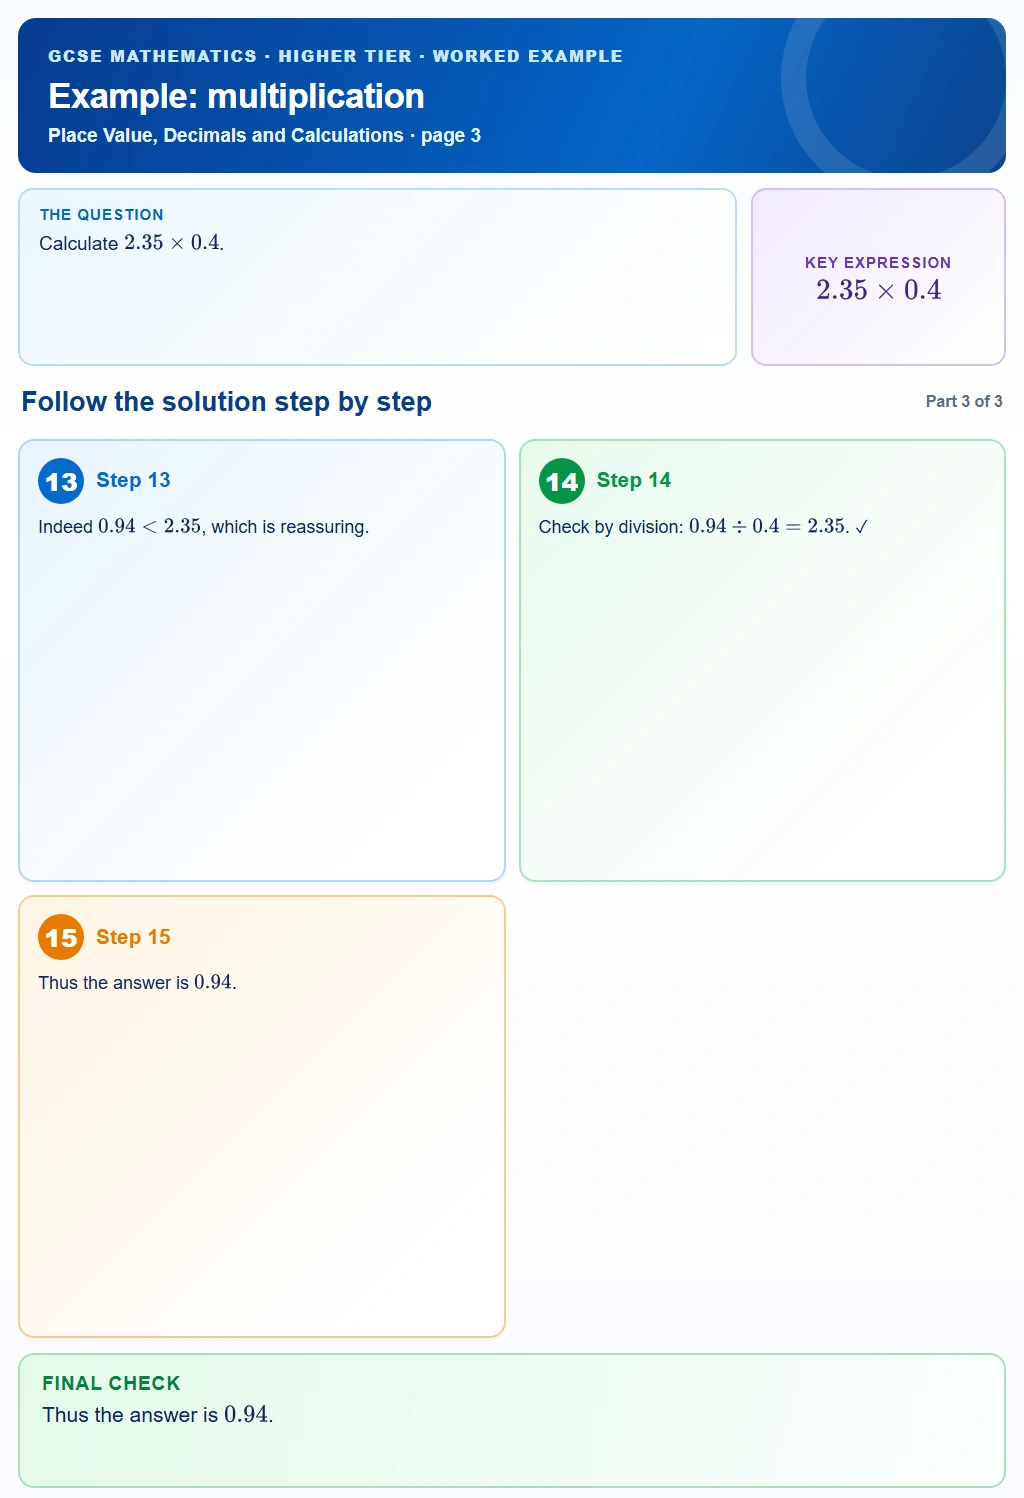 GCSE MATHEMATICS · HIGHER TIER · WORKED EXAMPLE
Example: multiplication
Place Value, Decimals and Calculations · page 3
THE QUESTION
Calculate 2.35 × 0.4.
KEY EXPRESSION
2.35 × 0.4
Follow the solution step by step
Part 3 of 3
13 Step 13
Indeed 0.94 < 2.35, which is reassuring.
14 Step 14
Check by division: 0.94 ÷ 0.4 = 2.35. ✓
15 Step 15
Thus the answer is 0.94.
FINAL CHECK
Thus the answer is 0.94.